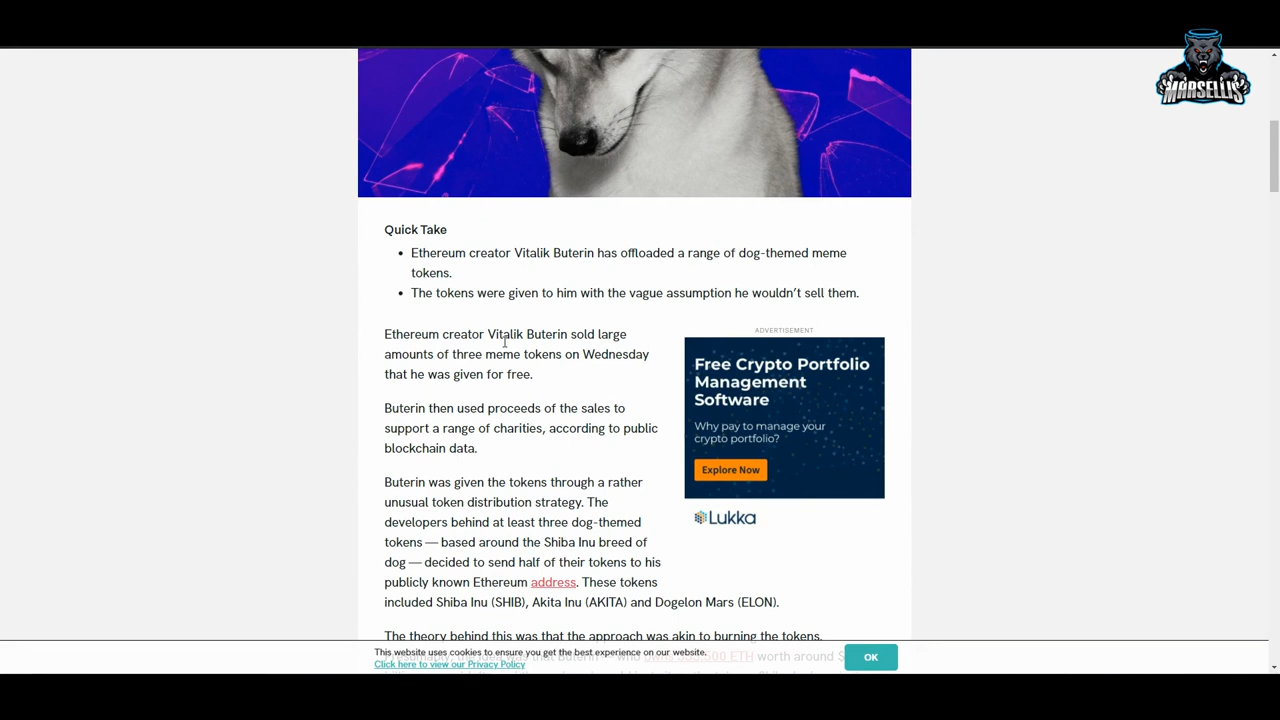 MARSELLIS
Quick Take
• Ethereum creator Vitalik Buterin has offloaded a range of dog-themed meme
tokens.
• The tokens were given to him with the vague assumption he wouldn't sell them.
Ethereum creator Vitalik Buterin sold large
amounts of three meme tokens on Wednesday
that he was given for free.
Buterin then used proceeds of the sales to
support a range of charities, according to public
blockchain data.
Buterin was given the tokens through a rather
unusual token distribution strategy. The
developers behind at least three dog-themed
tokens — based around the Shiba Inu breed of
dog — decided to send half of their tokens to his
publicly known Ethereum address. These tokens
included Shiba Inu (SHIB), Akita Inu (AKITA) and Dogelon Mars (ELON).
ADVERTISEMENT
Free Crypto Portfolio
Management
Software
Why pay to manage your
crypto portfolio?
Explore Now
Lukka
The theory behind this was that the approach was akin to burning the tokens.
This website uses cookies to ensure you get the best experience on our website.
Click here to view our Privacy Policy
OK